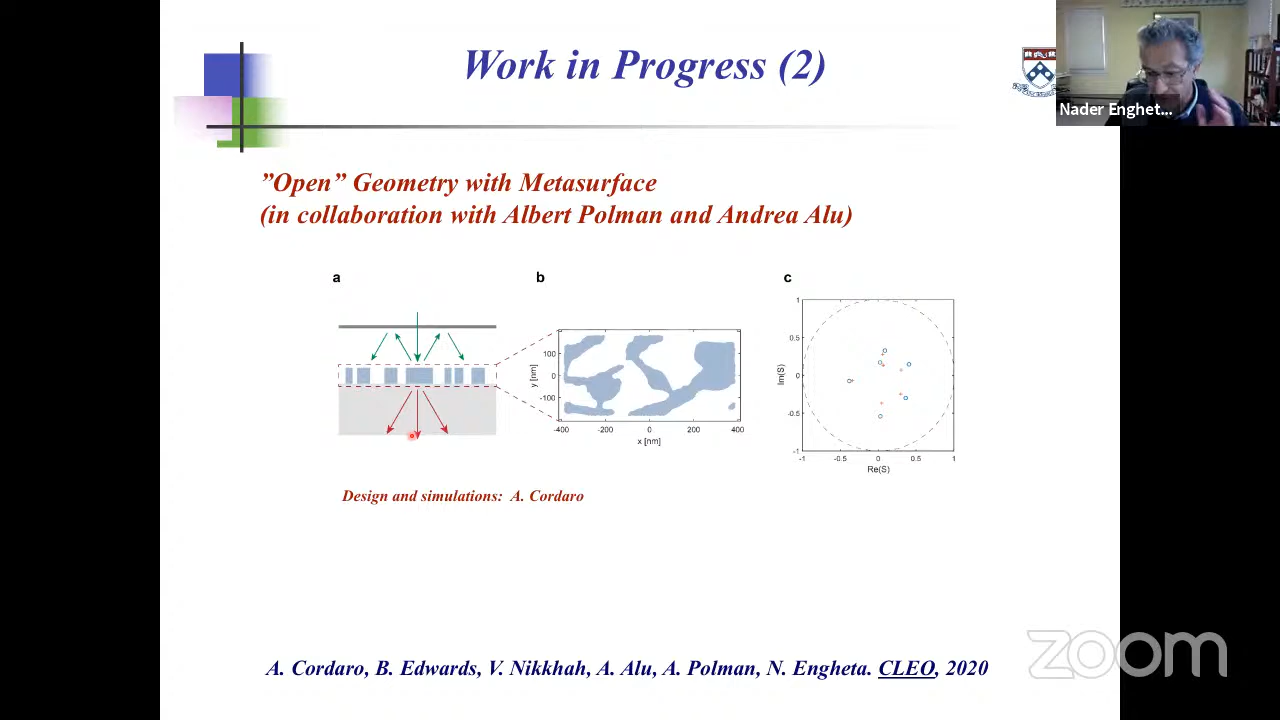 Work in Progress (2)
Nader Enghet...
”Open” Geometry with Metasurface
(in collaboration with Albert Polman and Andrea Alu)
a
b
c
100
0
-100
y [nm]
-400
-200
0
200
400
x [nm]
1
0.5
0
-0.5
-1
Im(S)
-1
-0.5
0
0.5
1
Re(S)
Design and simulations: A. Cordaro
zoom
A. Cordaro, B. Edwards, V. Nikkhah, A. Alu, A. Polman, N. Engheta. CLEO, 2020